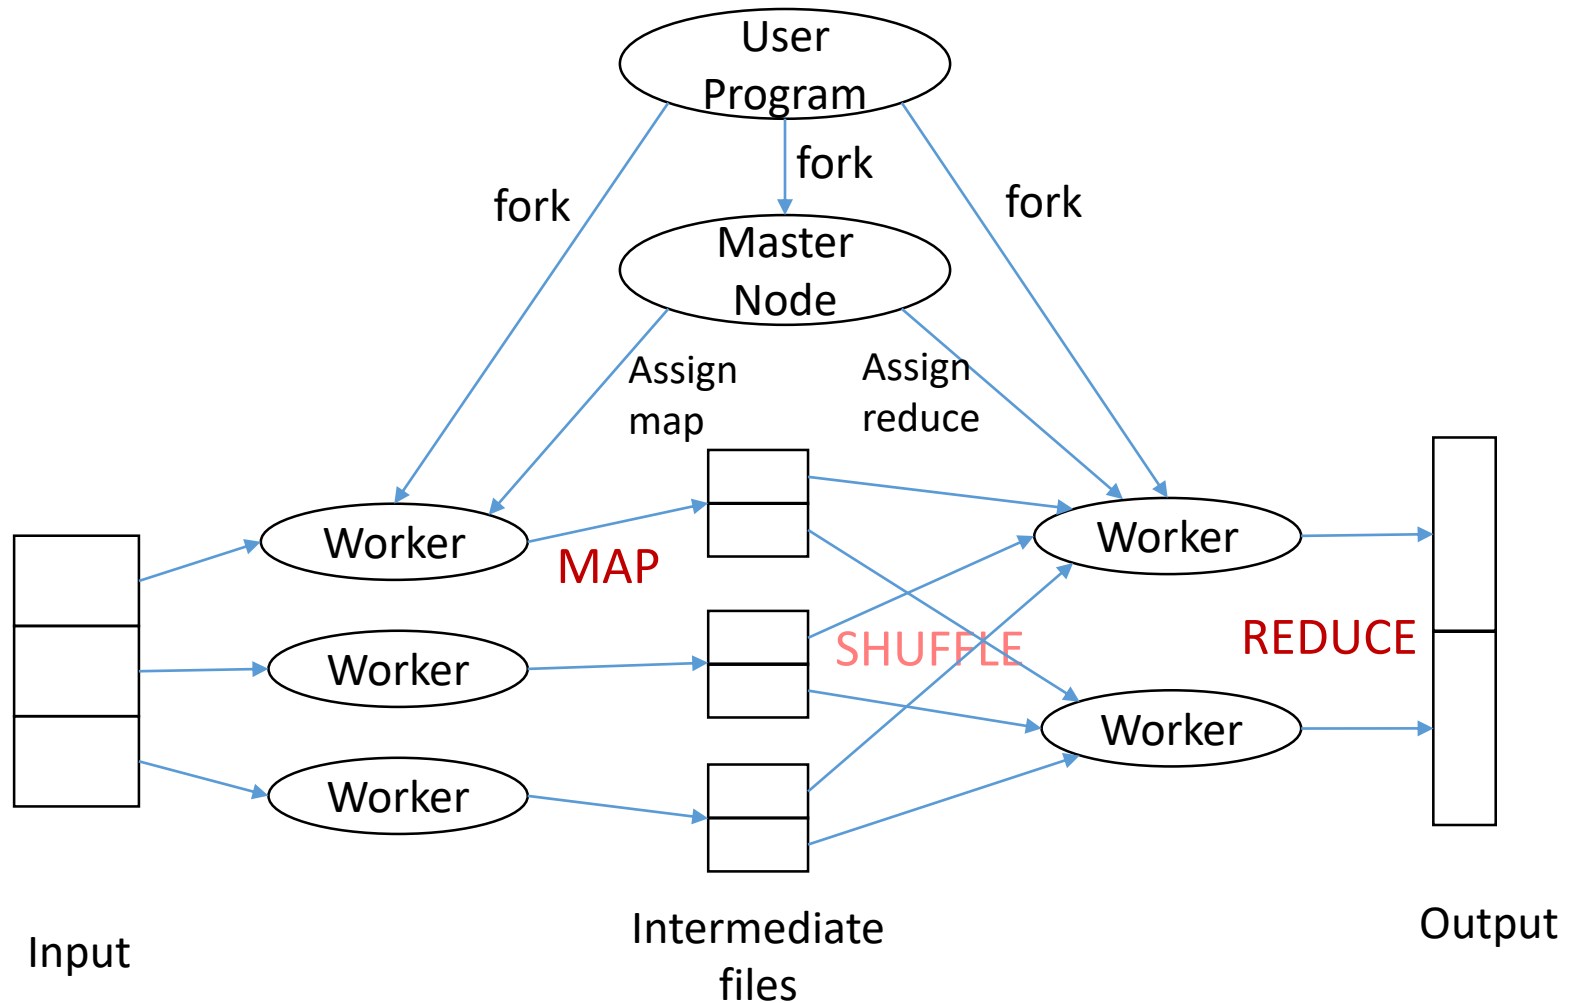 User
Program
fork
fork
fork
Master
Node
Assign
map
Assign
reduce
Worker
MAP
Worker
SHUFFLE
REDUCE
Worker
Worker
Worker
Input
Intermediate
files
Output